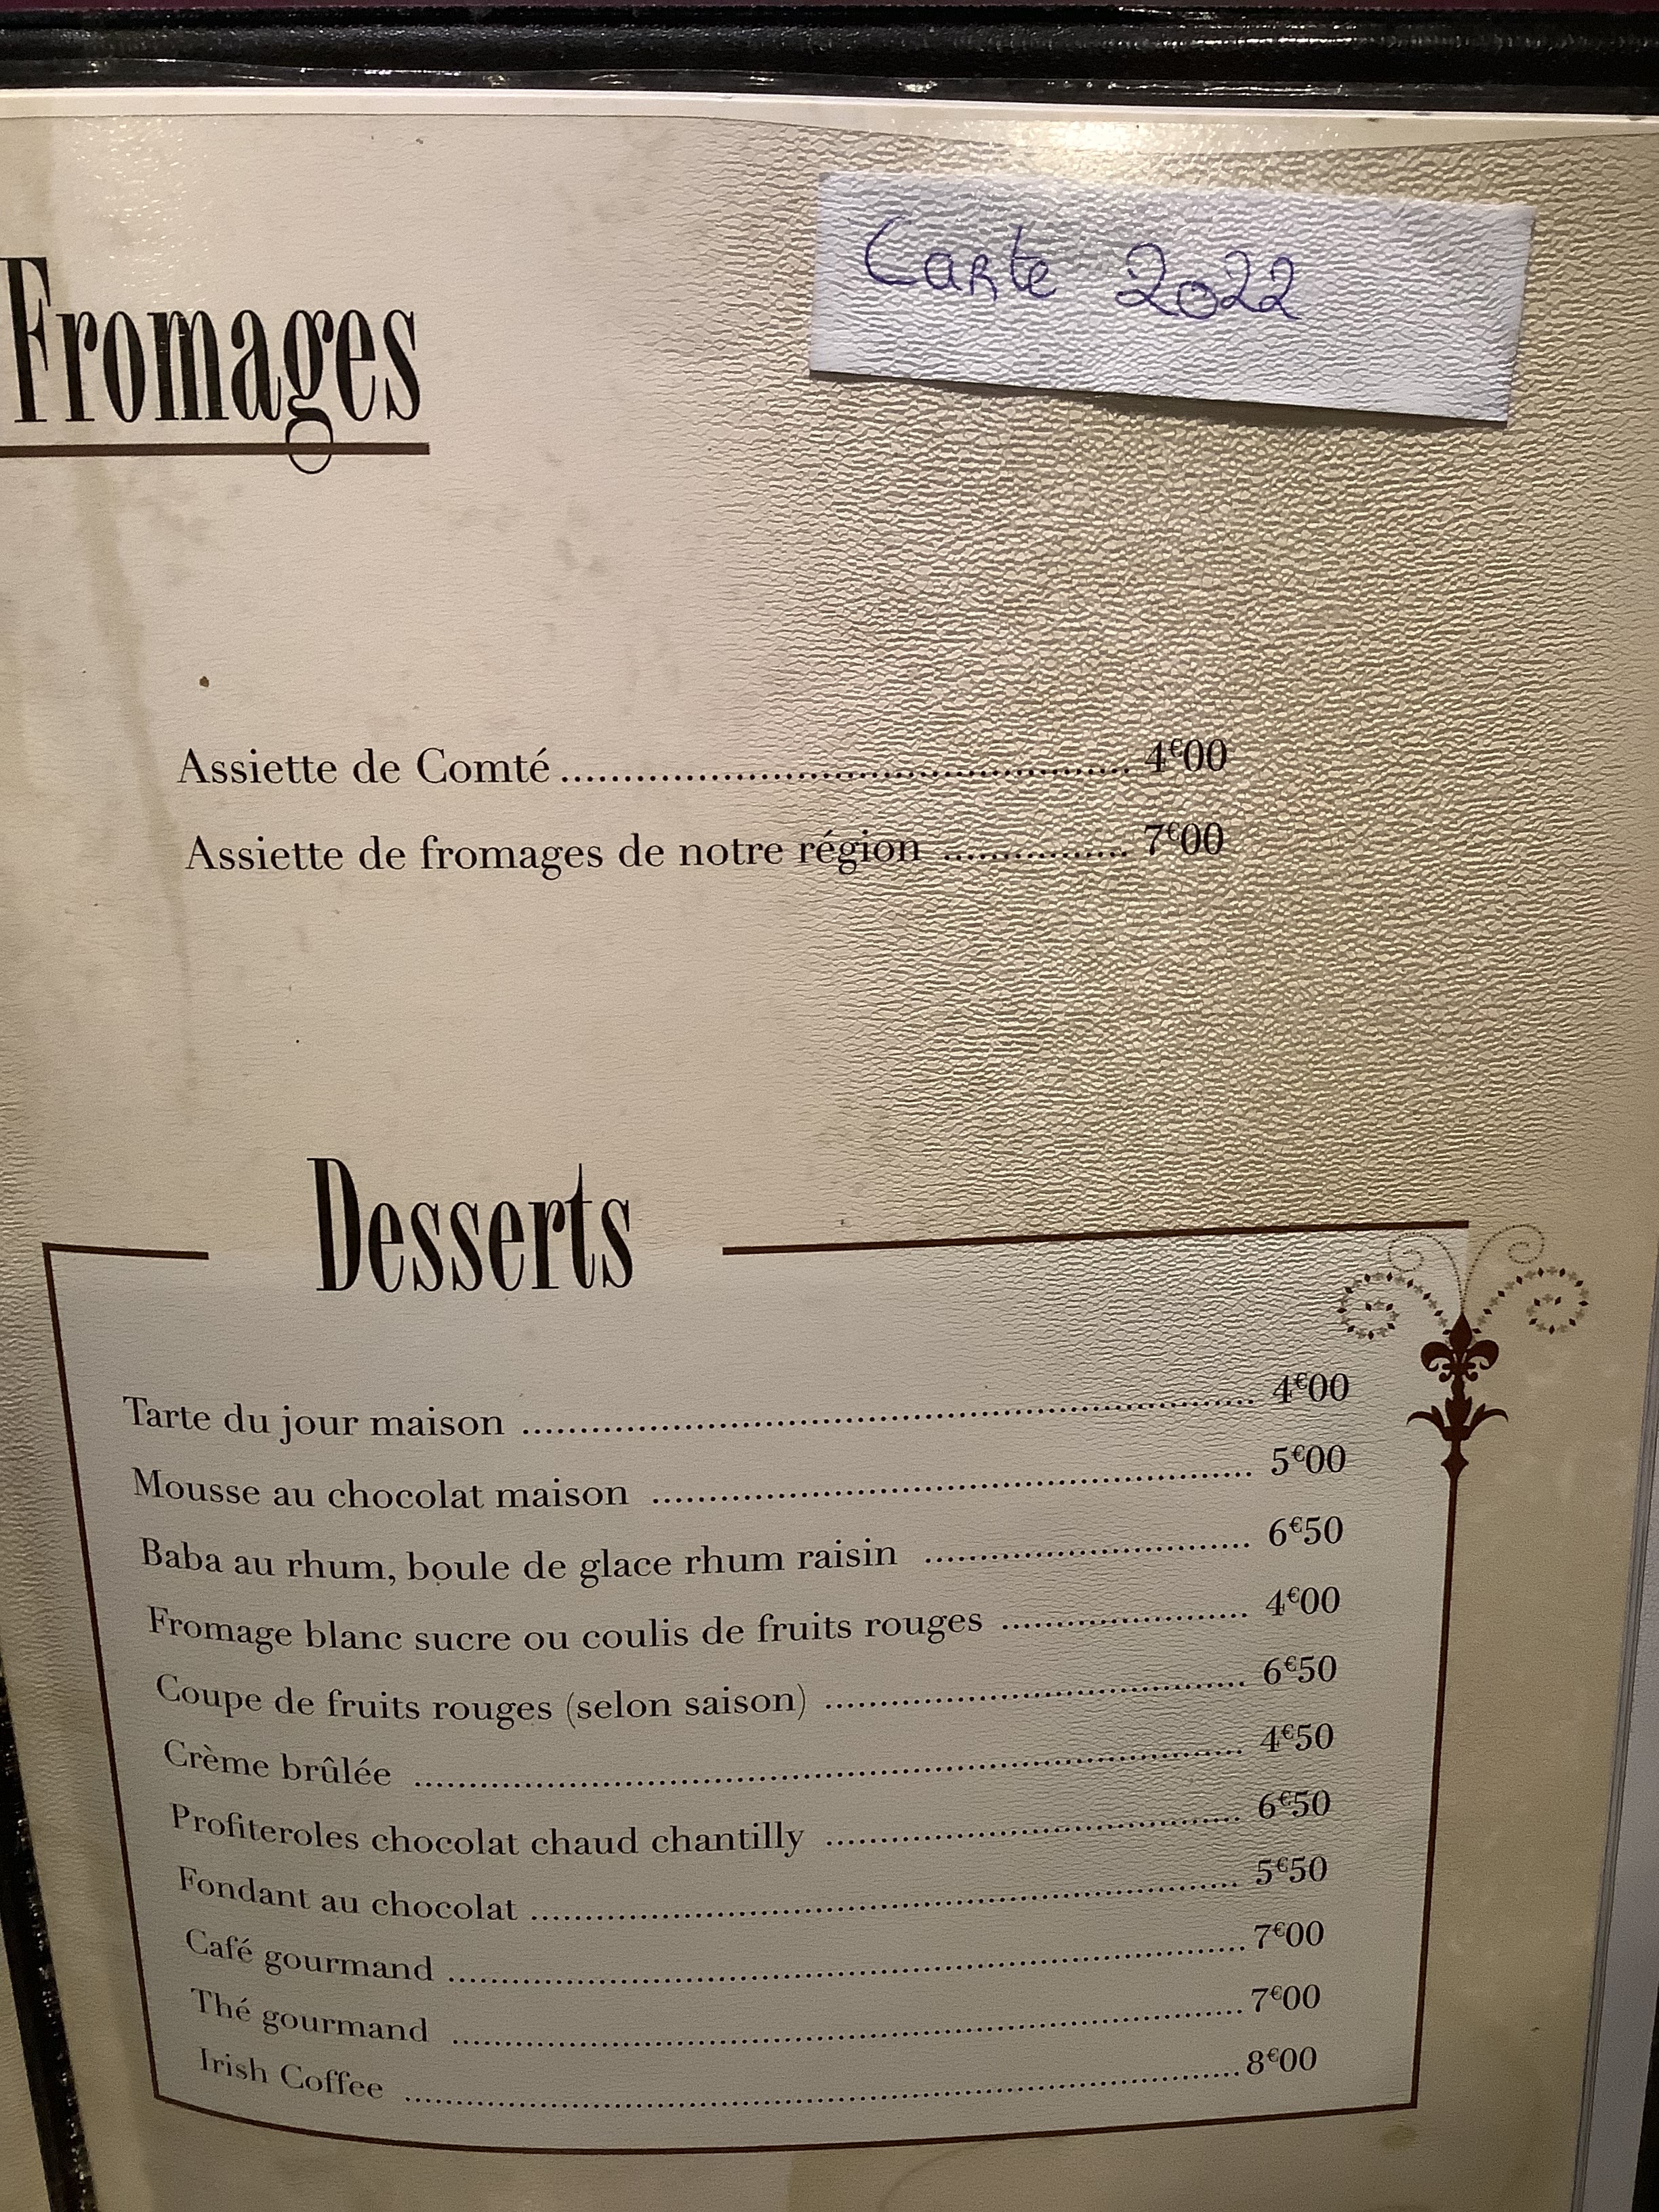 Carte 2022
Fromages
Assiette de Comté.............................................. 4€00
Assiette de fromages de notre région ................ 7€00
Desserts
Tarte du jour maison ................................................................ 4€00
Mousse au chocolat maison ..................................................... 5€00
Baba au rhum, boule de glace rhum raisin ............................ 6€50
Fromage blanc sucre ou coulis de fruits rouges ..................... 4€00
Coupe de fruits rouges (selon saison) ..................................... 6€50
Crème brûlée ........................................................................... 4€50
Profiteroles chocolat chaud chantilly ..................................... 6€50
Fondant au chocolat ................................................................ 5€50
Café gourmand ........................................................................ 7€00
Thé gourmand ......................................................................... 7€00
Irish Coffee .............................................................................. 8€00